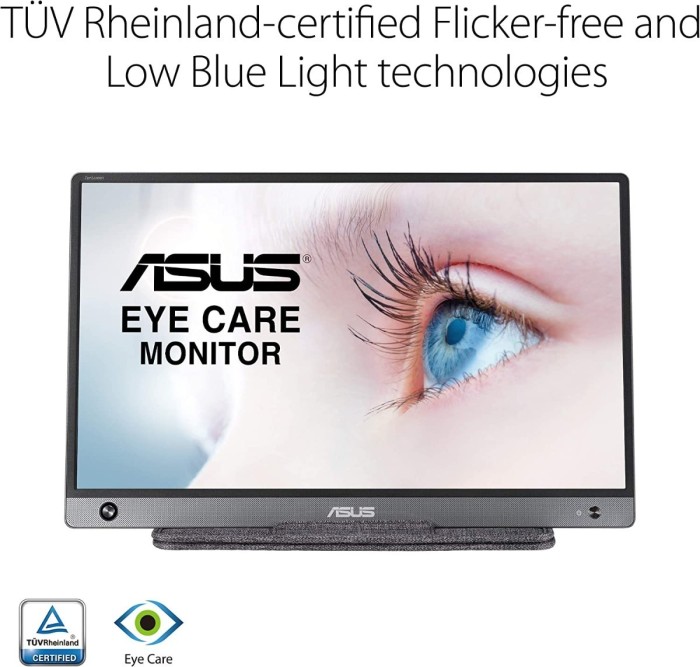 TÜV Rheinland-certified Flicker-free and
Low Blue Light technologies
ASUS®
EYE CARE
MONITOR
ASUS
TÜVRheinland
CERTIFIED
Eye Care